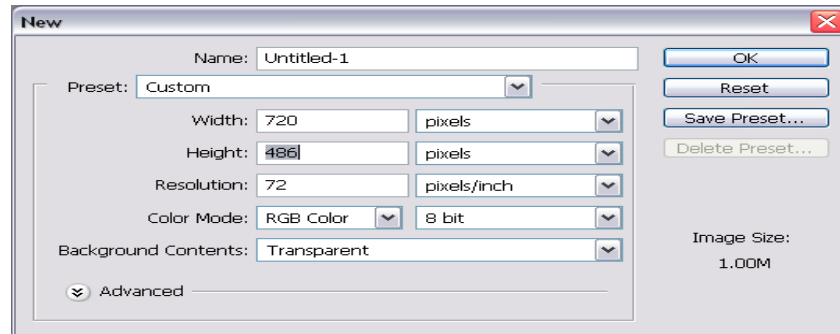 New
Name: Untitled-1
OK
Preset: Custom
Reset
Width: 720 pixels
Save Preset...
Height: 486 pixels
Delete Preset...
Resolution: 72 pixels/inch
Color Mode: RGB Color 8 bit
Background Contents: Transparent
Image Size:
1.00M
Advanced